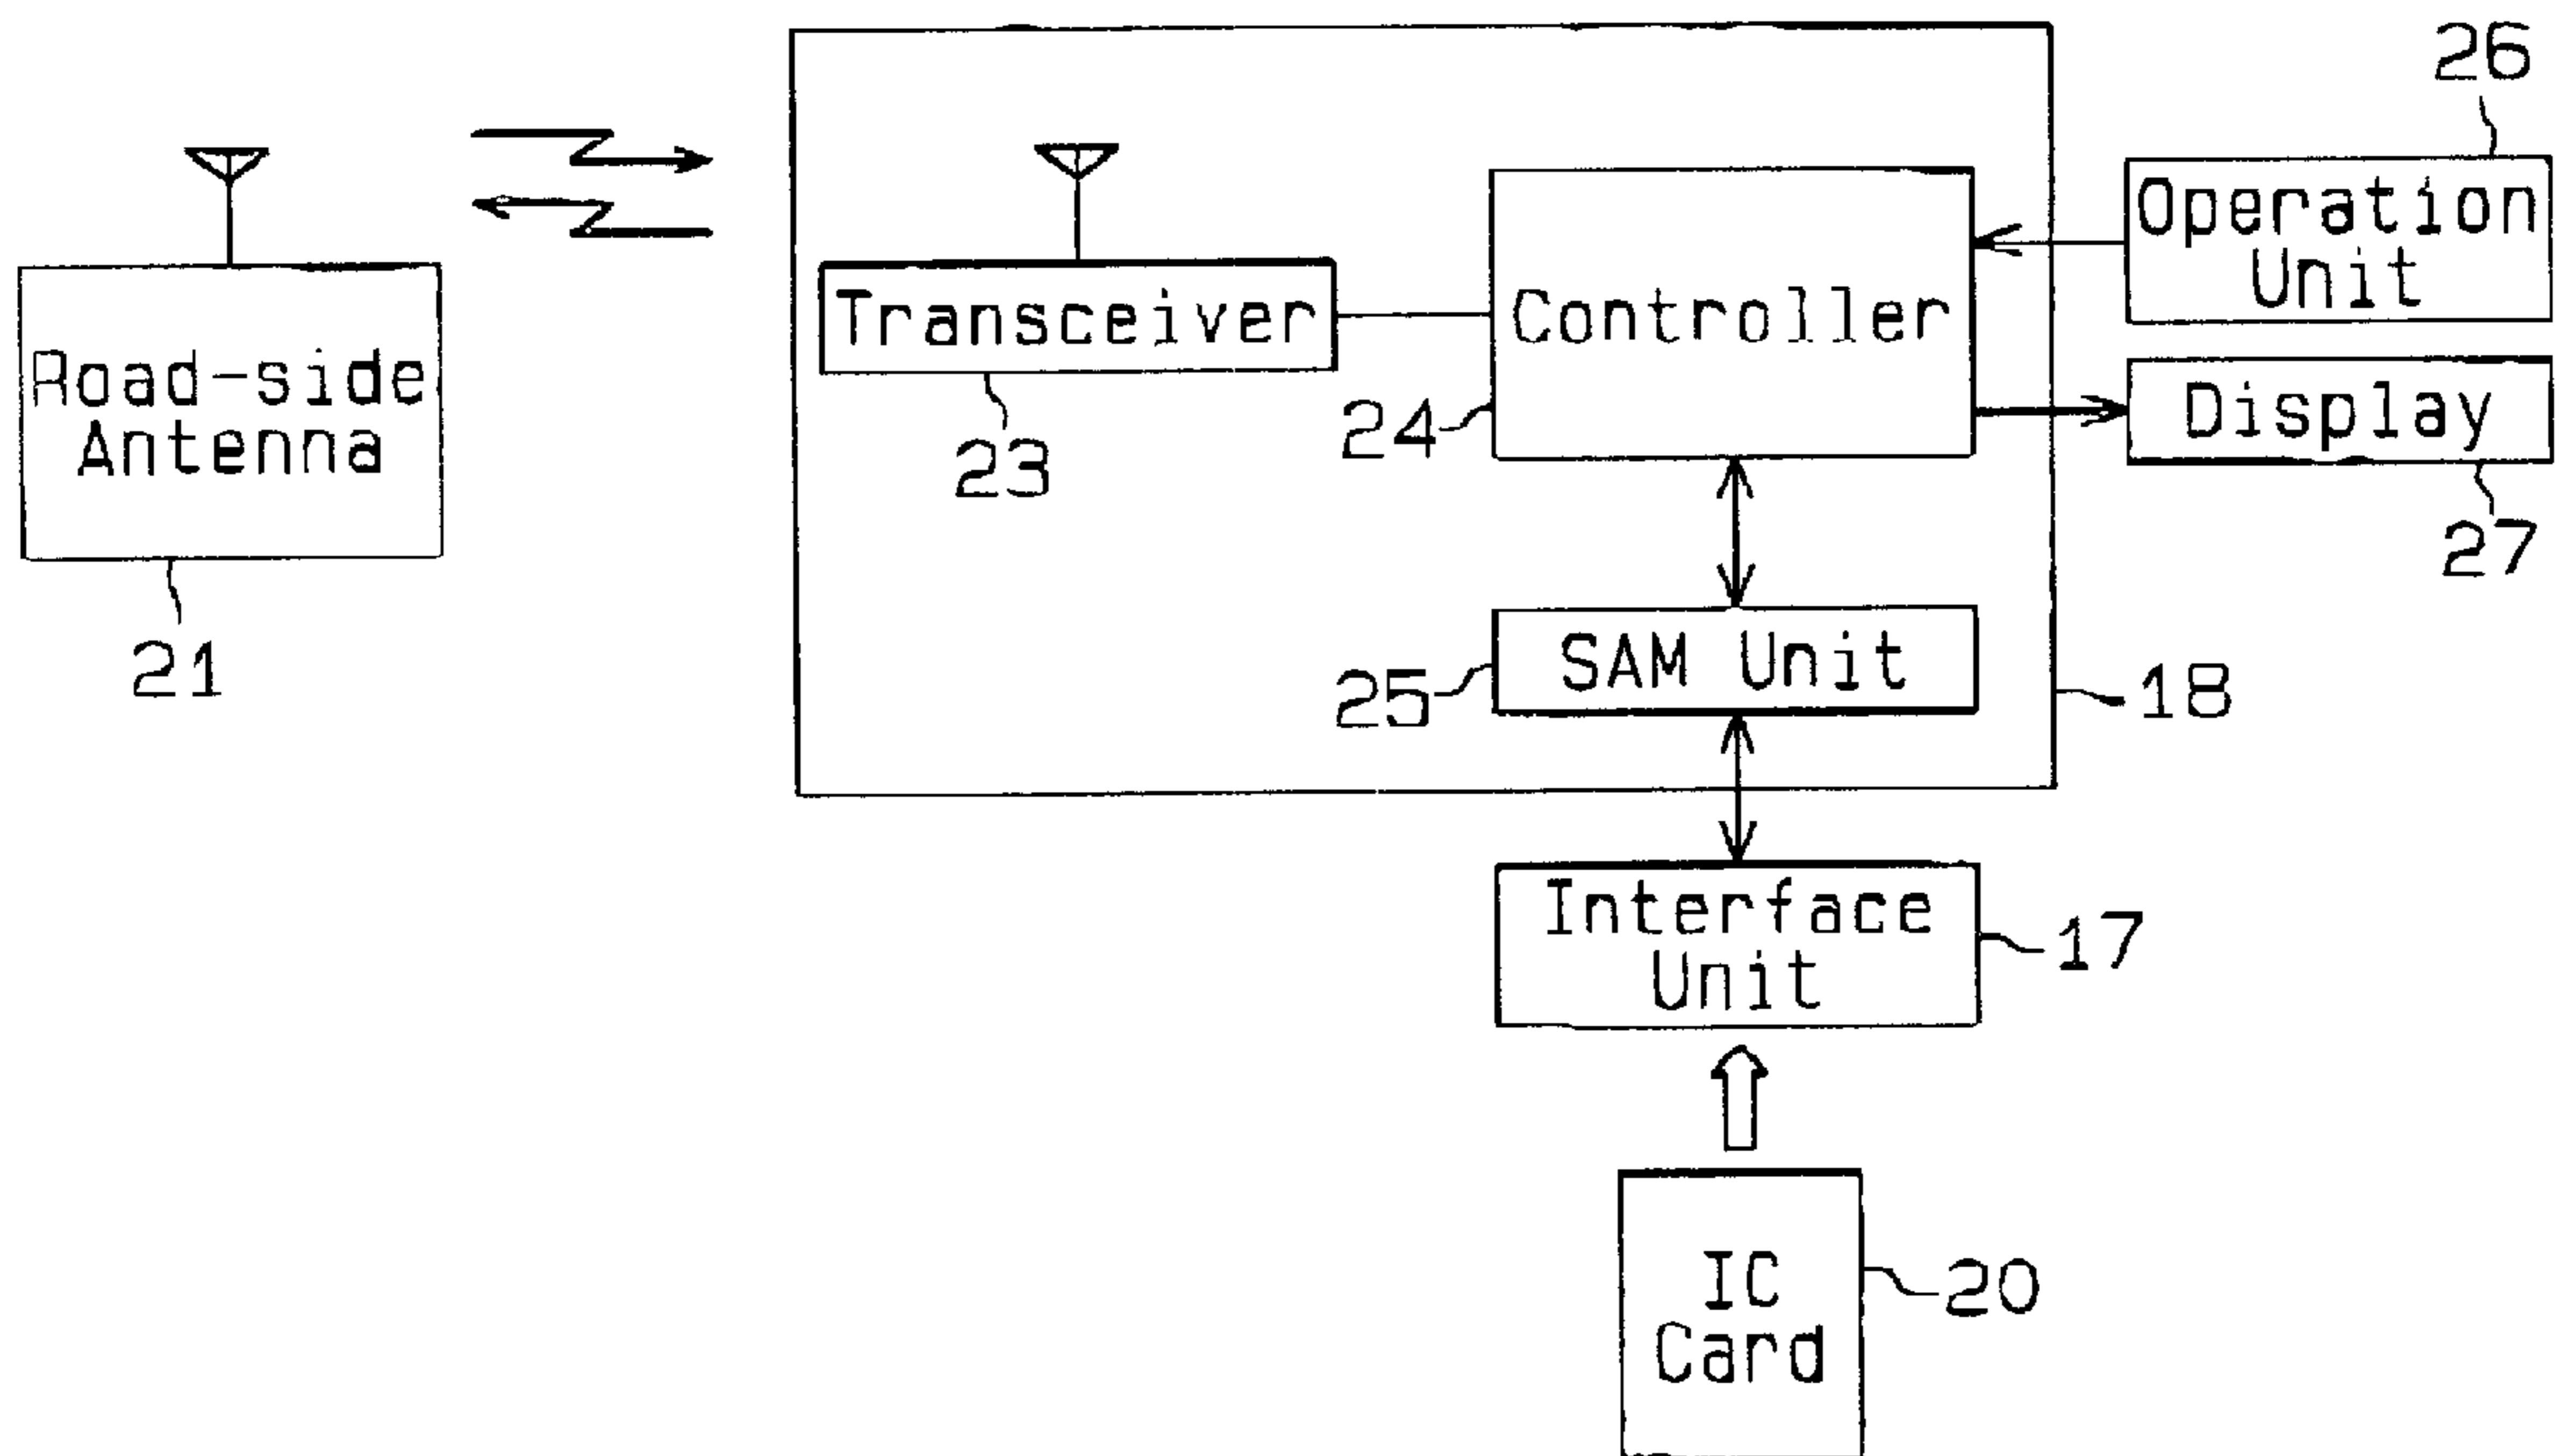 26
Operation
Unit
Transceiver
Controller
Road-side
Antenna
Display
24
23
27
21
SAM Unit
25
18
Interface
Unit
17
IC
Card
20